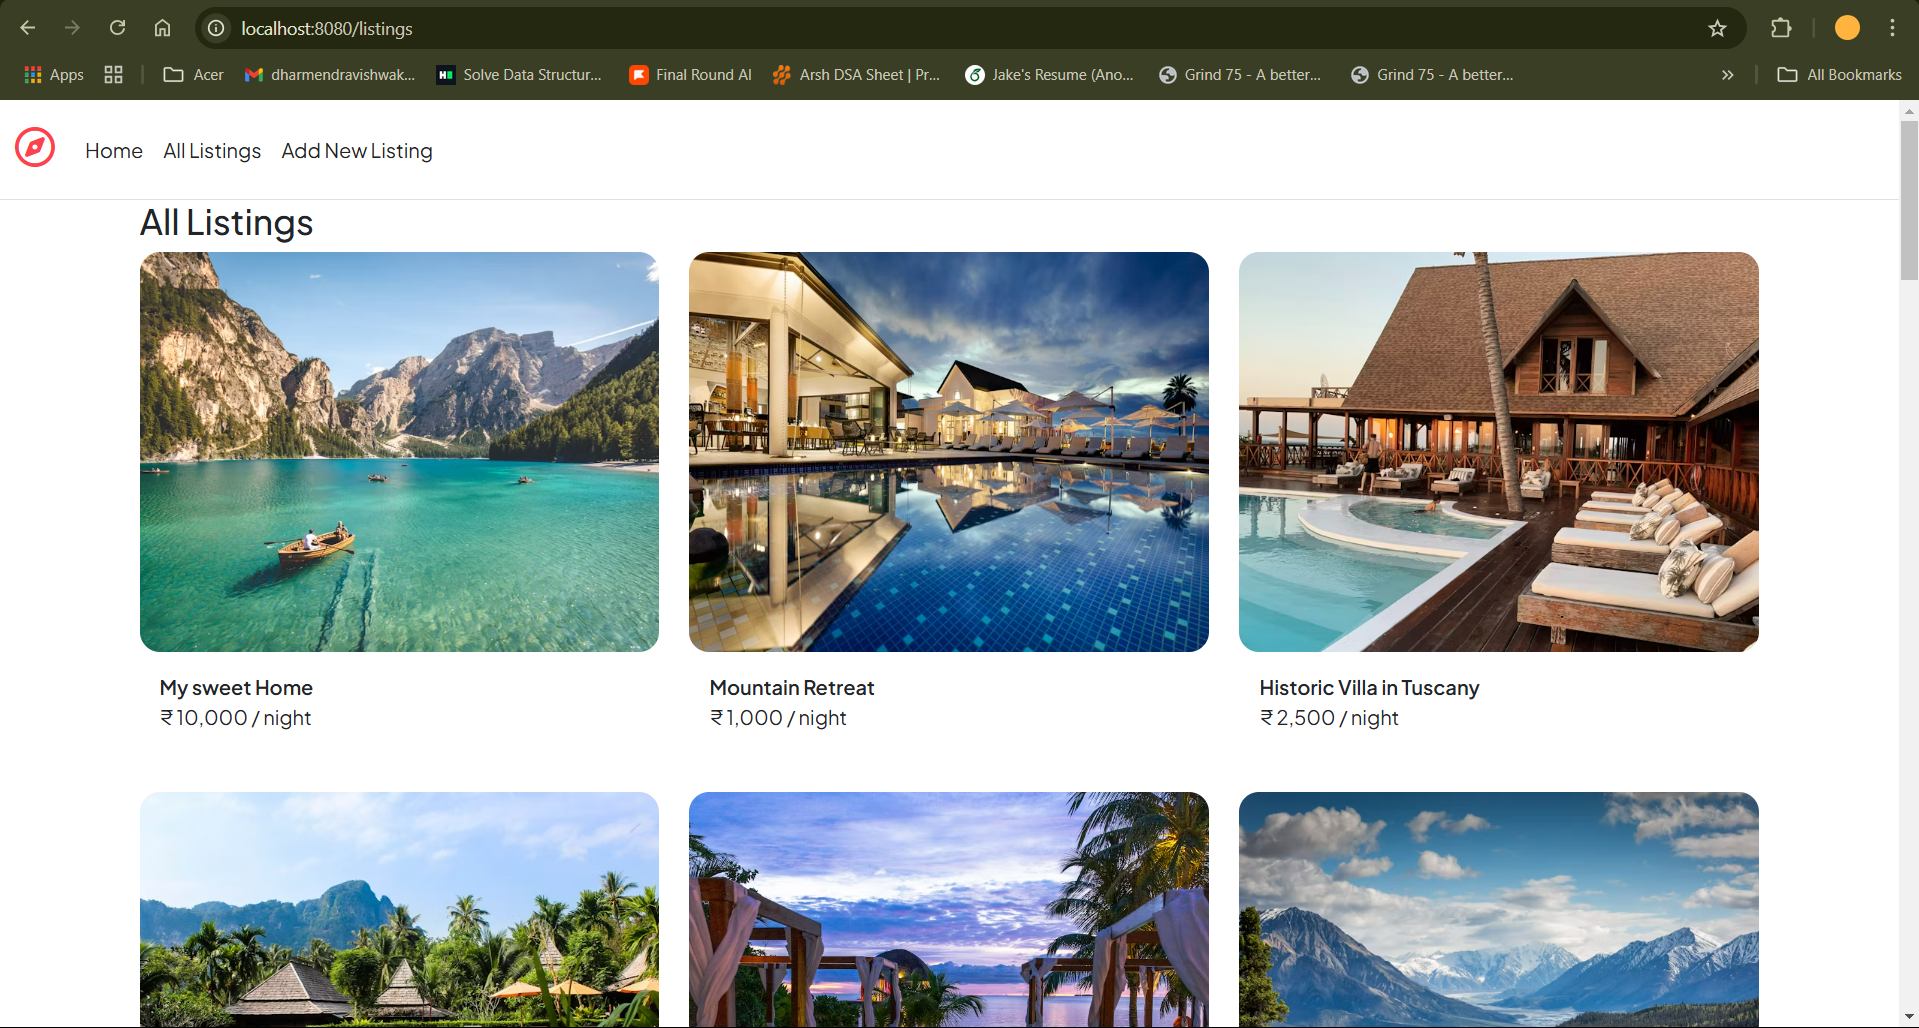 localhost:8080/listings
Apps
Acer
dharmendravishwak...
Solve Data Structur...
Final Round AI
Arsh DSA Sheet | Pr...
Jake's Resume (Ano...
Grind 75 - A better...
Grind 75 - A better...
All Bookmarks
Home All Listings Add New Listing
All Listings
My sweet Home
₹ 10,000 / night
Mountain Retreat
₹ 1,000 / night
Historic Villa in Tuscany
₹ 2,500 / night